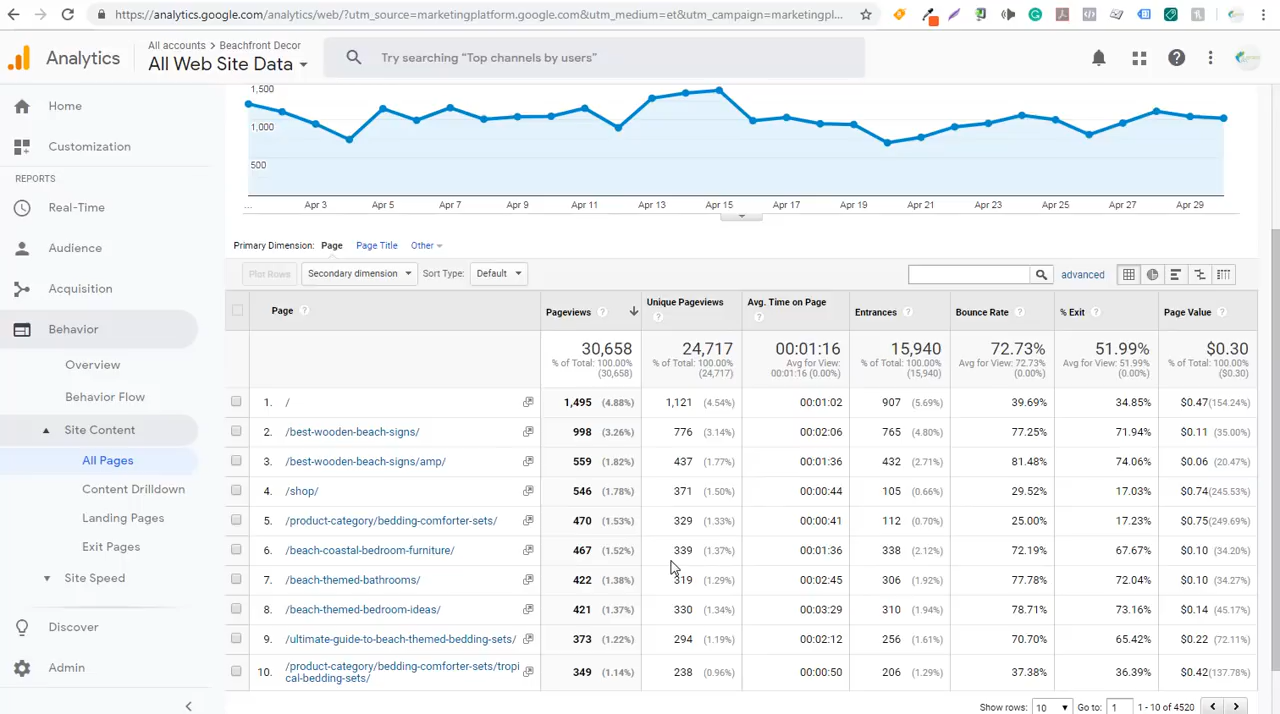 https://analytics.google.com/analytics/web/?utm_source=marketingplatform.google.com&utm_medium=et&utm_campaign=marketingpl...
Analytics
All accounts > Beachfront Decor
All Web Site Data
Try searching “Top channels by users”
Home
Customization
REPORTS
Real-Time
Audience
Acquisition
Behavior
Overview
Behavior Flow
Site Content
All Pages
Content Drilldown
Landing Pages
Exit Pages
Site Speed
Discover
Admin
1,500
1,000
500
... Apr 3 Apr 5 Apr 7 Apr 9 Apr 11 Apr 13 Apr 15 Apr 17 Apr 19 Apr 21 Apr 23 Apr 25 Apr 27 Apr 29
Primary Dimension: Page Page Title Other
Plot Rows Secondary dimension Sort Type: Default advanced
Page ? Pageviews ? Unique Pageviews ? Avg. Time on Page ? Entrances ? Bounce Rate ? % Exit ? Page Value ?
30,658 24,717 00:01:16 15,940 72.73% 51.99% $0.30
% of Total: 100.00% % of Total: 100.00% Avg for View: % of Total: 100.00% Avg for View: 72.73% Avg for View: 51.99% % of Total: 100.00%
(30,658) (24,717) 00:01:16 (0.00%) (15,940) (0.00%) (0.00%) ($0.30)
1. / 1,495 (4.88%) 1,121 (4.54%) 00:01:02 907 (5.69%) 39.69% 34.85% $0.47(154.24%)
2. /best-wooden-beach-signs/ 998 (3.26%) 776 (3.14%) 00:02:06 765 (4.80%) 77.25% 71.94% $0.11 (35.00%)
3. /best-wooden-beach-signs/amp/ 559 (1.82%) 437 (1.77%) 00:01:36 432 (2.71%) 81.48% 74.06% $0.06 (20.47%)
4. /shop/ 546 (1.78%) 371 (1.50%) 00:00:44 105 (0.66%) 29.52% 17.03% $0.74(245.53%)
5. /product-category/bedding-comforter-sets/ 470 (1.53%) 329 (1.33%) 00:00:41 112 (0.70%) 25.00% 17.23% $0.75(249.69%)
6. /beach-coastal-bedroom-furniture/ 467 (1.52%) 339 (1.37%) 00:01:36 338 (2.12%) 72.19% 67.67% $0.10 (34.20%)
7. /beach-themed-bathrooms/ 422 (1.38%) 319 (1.29%) 00:02:45 306 (1.92%) 77.78% 72.04% $0.10 (34.27%)
8. /beach-themed-bedroom-ideas/ 421 (1.37%) 330 (1.34%) 00:03:29 310 (1.94%) 78.71% 73.16% $0.14 (45.17%)
9. /ultimate-guide-to-beach-themed-bedding-sets/ 373 (1.22%) 294 (1.19%) 00:02:12 256 (1.61%) 70.70% 65.42% $0.22 (72.11%)
10. /product-category/bedding-comforter-sets/tropi
cal-bedding-sets/ 349 (1.14%) 238 (0.96%) 00:00:50 206 (1.29%) 37.38% 36.39% $0.42(137.78%)
Show rows: 10 Go to: 1 1 - 10 of 4520